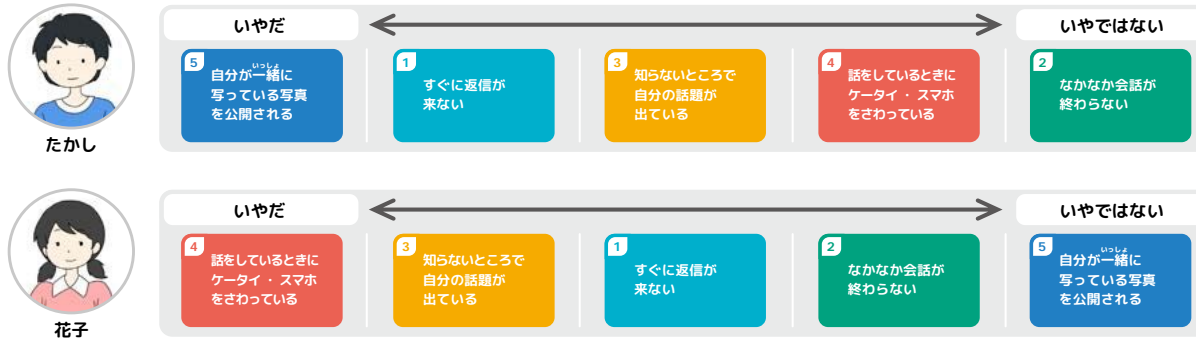 いやだ
いやではない
5
いっしょ
自分が一緒に
写っている写真
を公開される
1
すぐに返信が
来ない
3
知らないところで
自分の話題が
出ている
4
話をしているときに
ケータイ・スマホ
をさわっている
2
なかなか会話が
終わらない
たかし
いやだ
いやではない
4
話をしているときに
ケータイ・スマホ
をさわっている
3
知らないところで
自分の話題が
出ている
1
すぐに返信が
来ない
2
なかなか会話が
終わらない
5
いっしょ
自分が一緒に
写っている写真
を公開される
花子